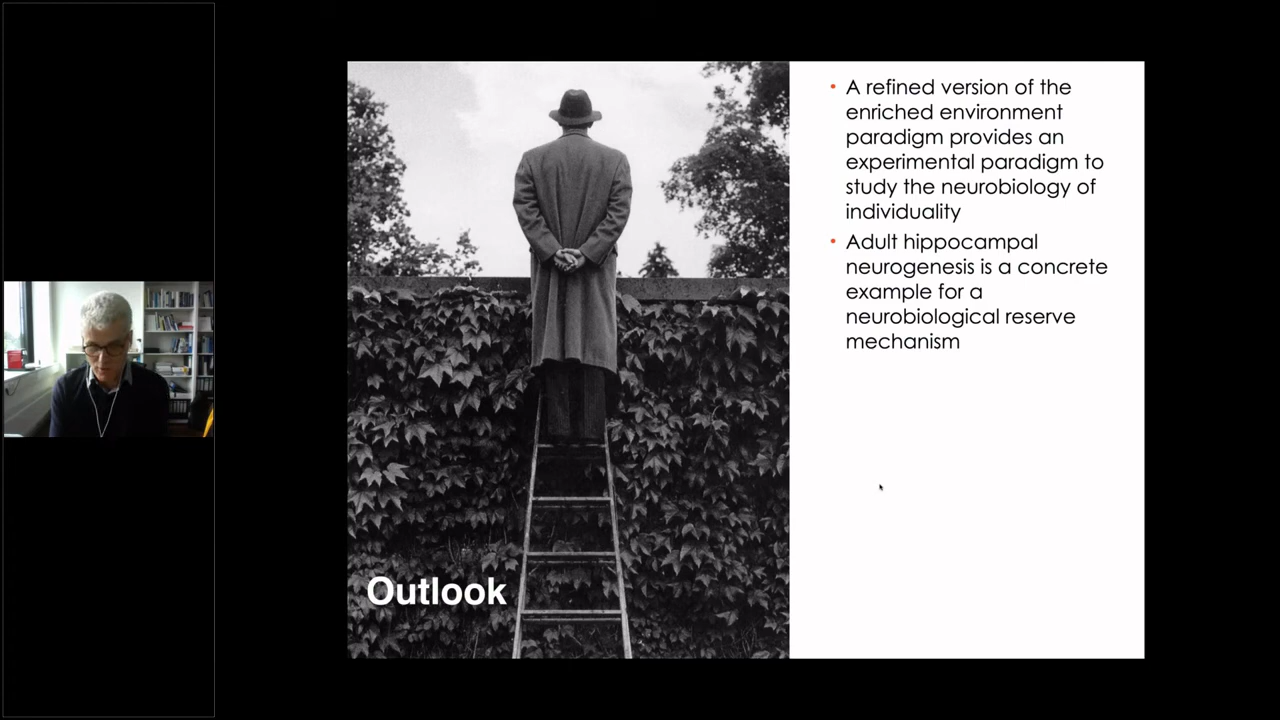 • A refined version of the
enriched environment
paradigm provides an
experimental paradigm to
study the neurobiology of
individuality
• Adult hippocampal
neurogenesis is a concrete
example for a
neurobiological reserve
mechanism
Outlook